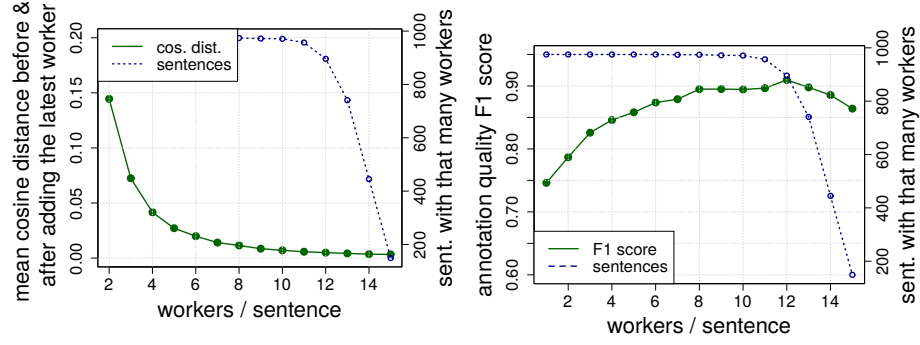 mean cosine distance before &
after adding the latest worker
0.00 0.05 0.10 0.15 0.20
cos. dist.
sentences
2 4 6 8 10 12 14
workers / sentence
200 400 600 800 1000
sent. with that many workers
annotation quality F1 score
0.60 0.70 0.80 0.90
F1 score
sentences
2 4 6 8 10 12 14
workers / sentence
200 400 600 800 1000
sent. with that many workers